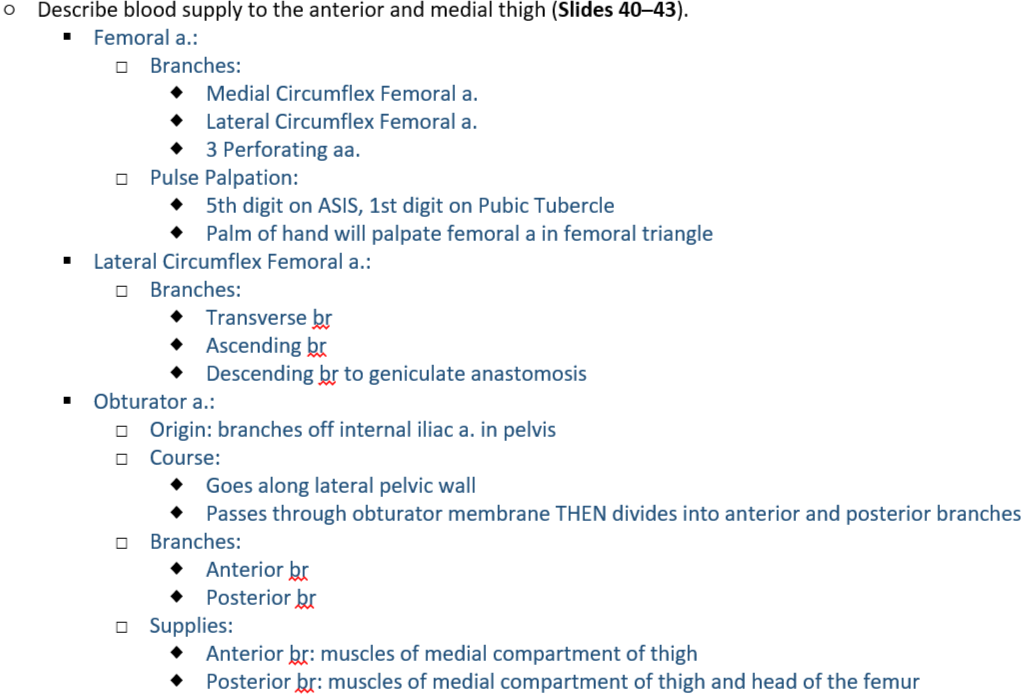 ○ Describe blood supply to the anterior and medial thigh (Slides 40–43).
▪ Femoral a.:
□ Branches:
◆ Medial Circumflex Femoral a.
◆ Lateral Circumflex Femoral a.
◆ 3 Perforating aa.
□ Pulse Palpation:
◆ 5th digit on ASIS, 1st digit on Pubic Tubercle
◆ Palm of hand will palpate femoral a in femoral triangle
▪ Lateral Circumflex Femoral a.:
□ Branches:
◆ Transverse br
◆ Ascending br
◆ Descending br to geniculate anastomosis
▪ Obturator a.:
□ Origin: branches off internal iliac a. in pelvis
□ Course:
◆ Goes along lateral pelvic wall
◆ Passes through obturator membrane THEN divides into anterior and posterior branches
□ Branches:
◆ Anterior br
◆ Posterior br
□ Supplies:
◆ Anterior br: muscles of medial compartment of thigh
◆ Posterior br: muscles of medial compartment of thigh and head of the femur